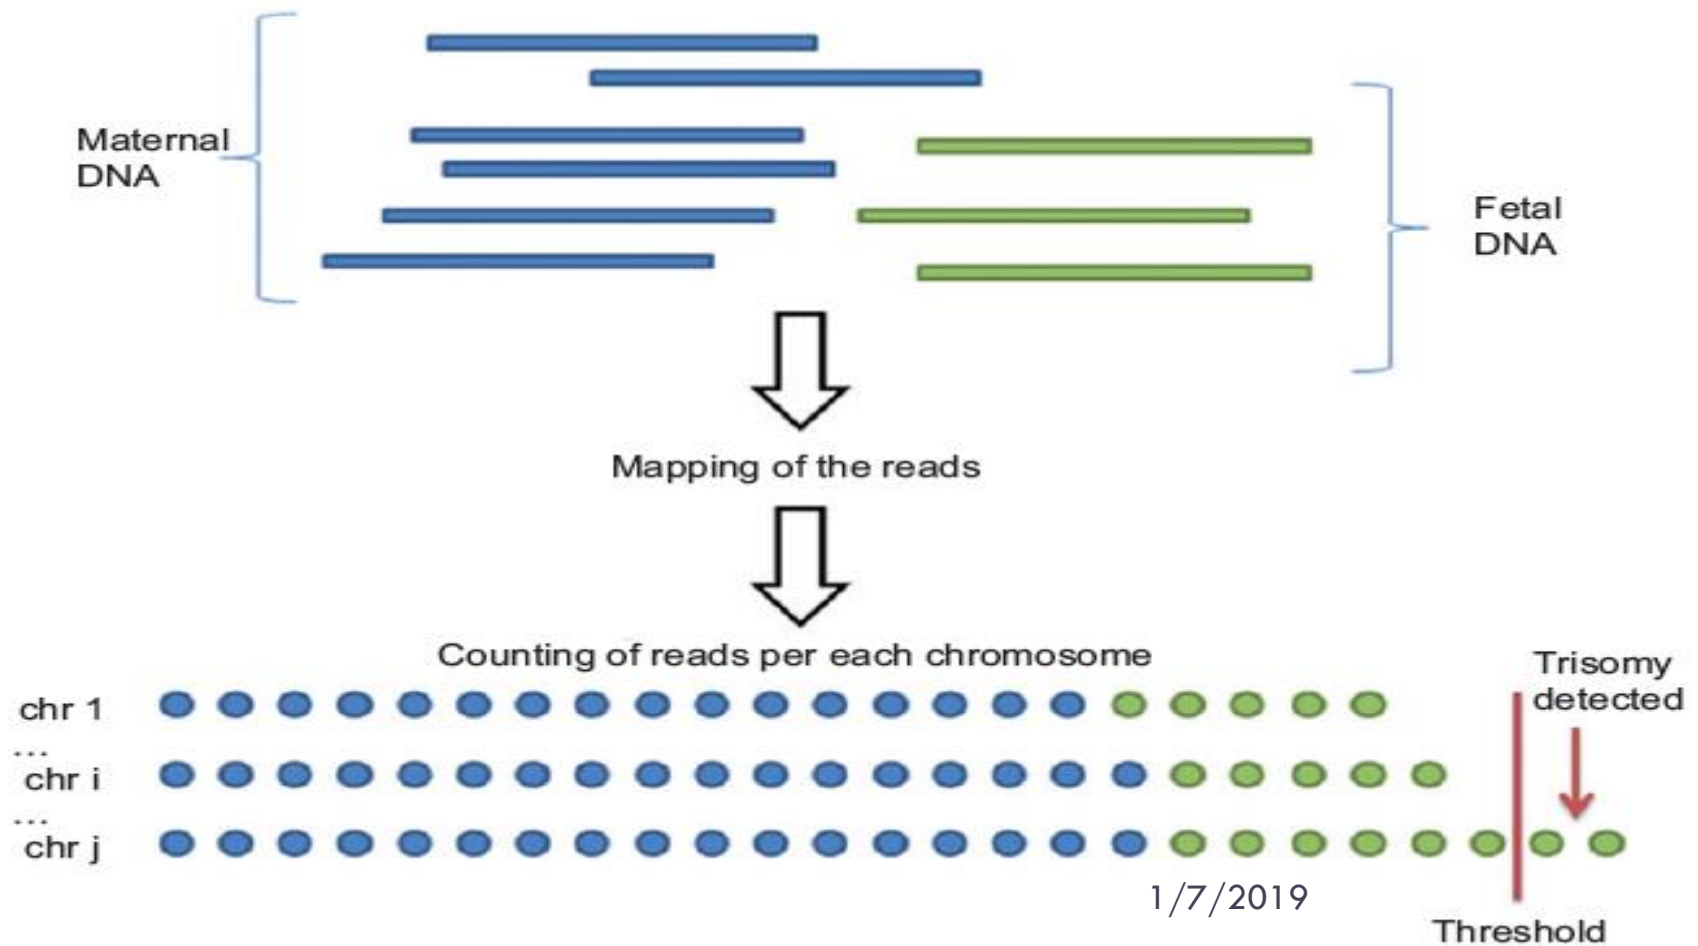 Maternal
DNA
Fetal
DNA
Mapping of the reads
Counting of reads per each chromosome
Trisomy
detected
chr 1
...
chr i
...
chr j
1/7/2019
Threshold